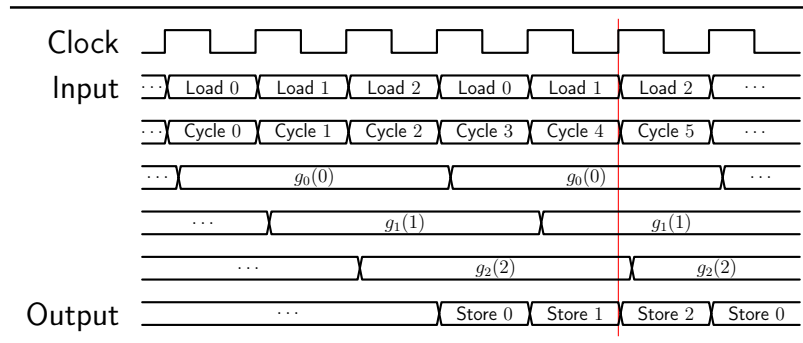 Clock
Input ··· Load 0 Load 1 Load 2 Load 0 Load 1 Load 2 ···
··· Cycle 0 Cycle 1 Cycle 2 Cycle 3 Cycle 4 Cycle 5 ···
··· g₀(0) g₀(0) ···
··· g₁(1) g₁(1)
··· g₂(2) g₂(2)
Output ··· Store 0 Store 1 Store 2 Store 0